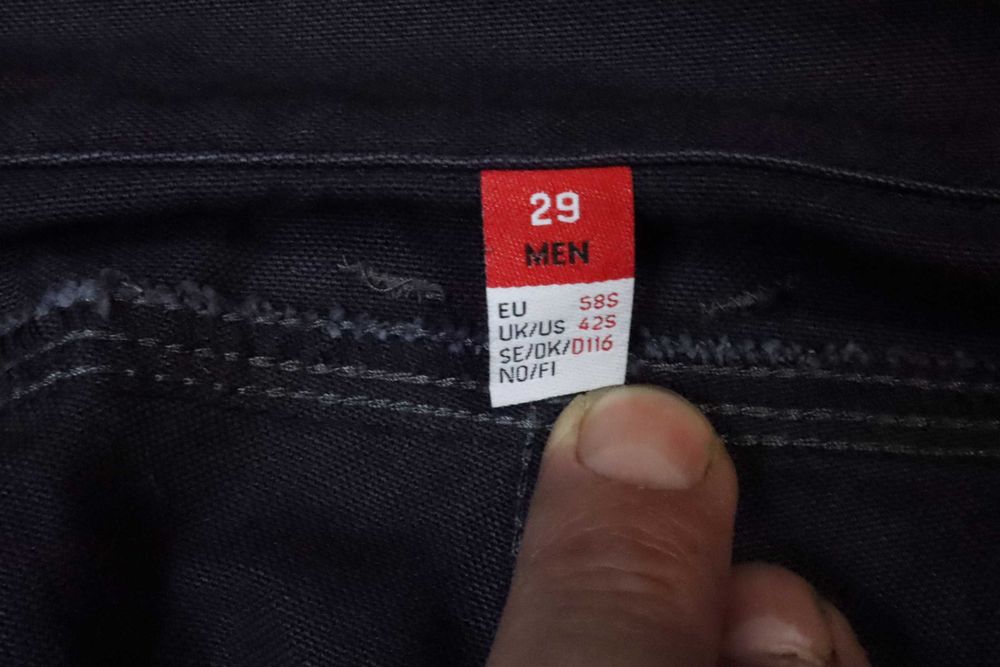 29
MEN
EU 58S
UK/US 42S
SE/DK/D116
NO/FI